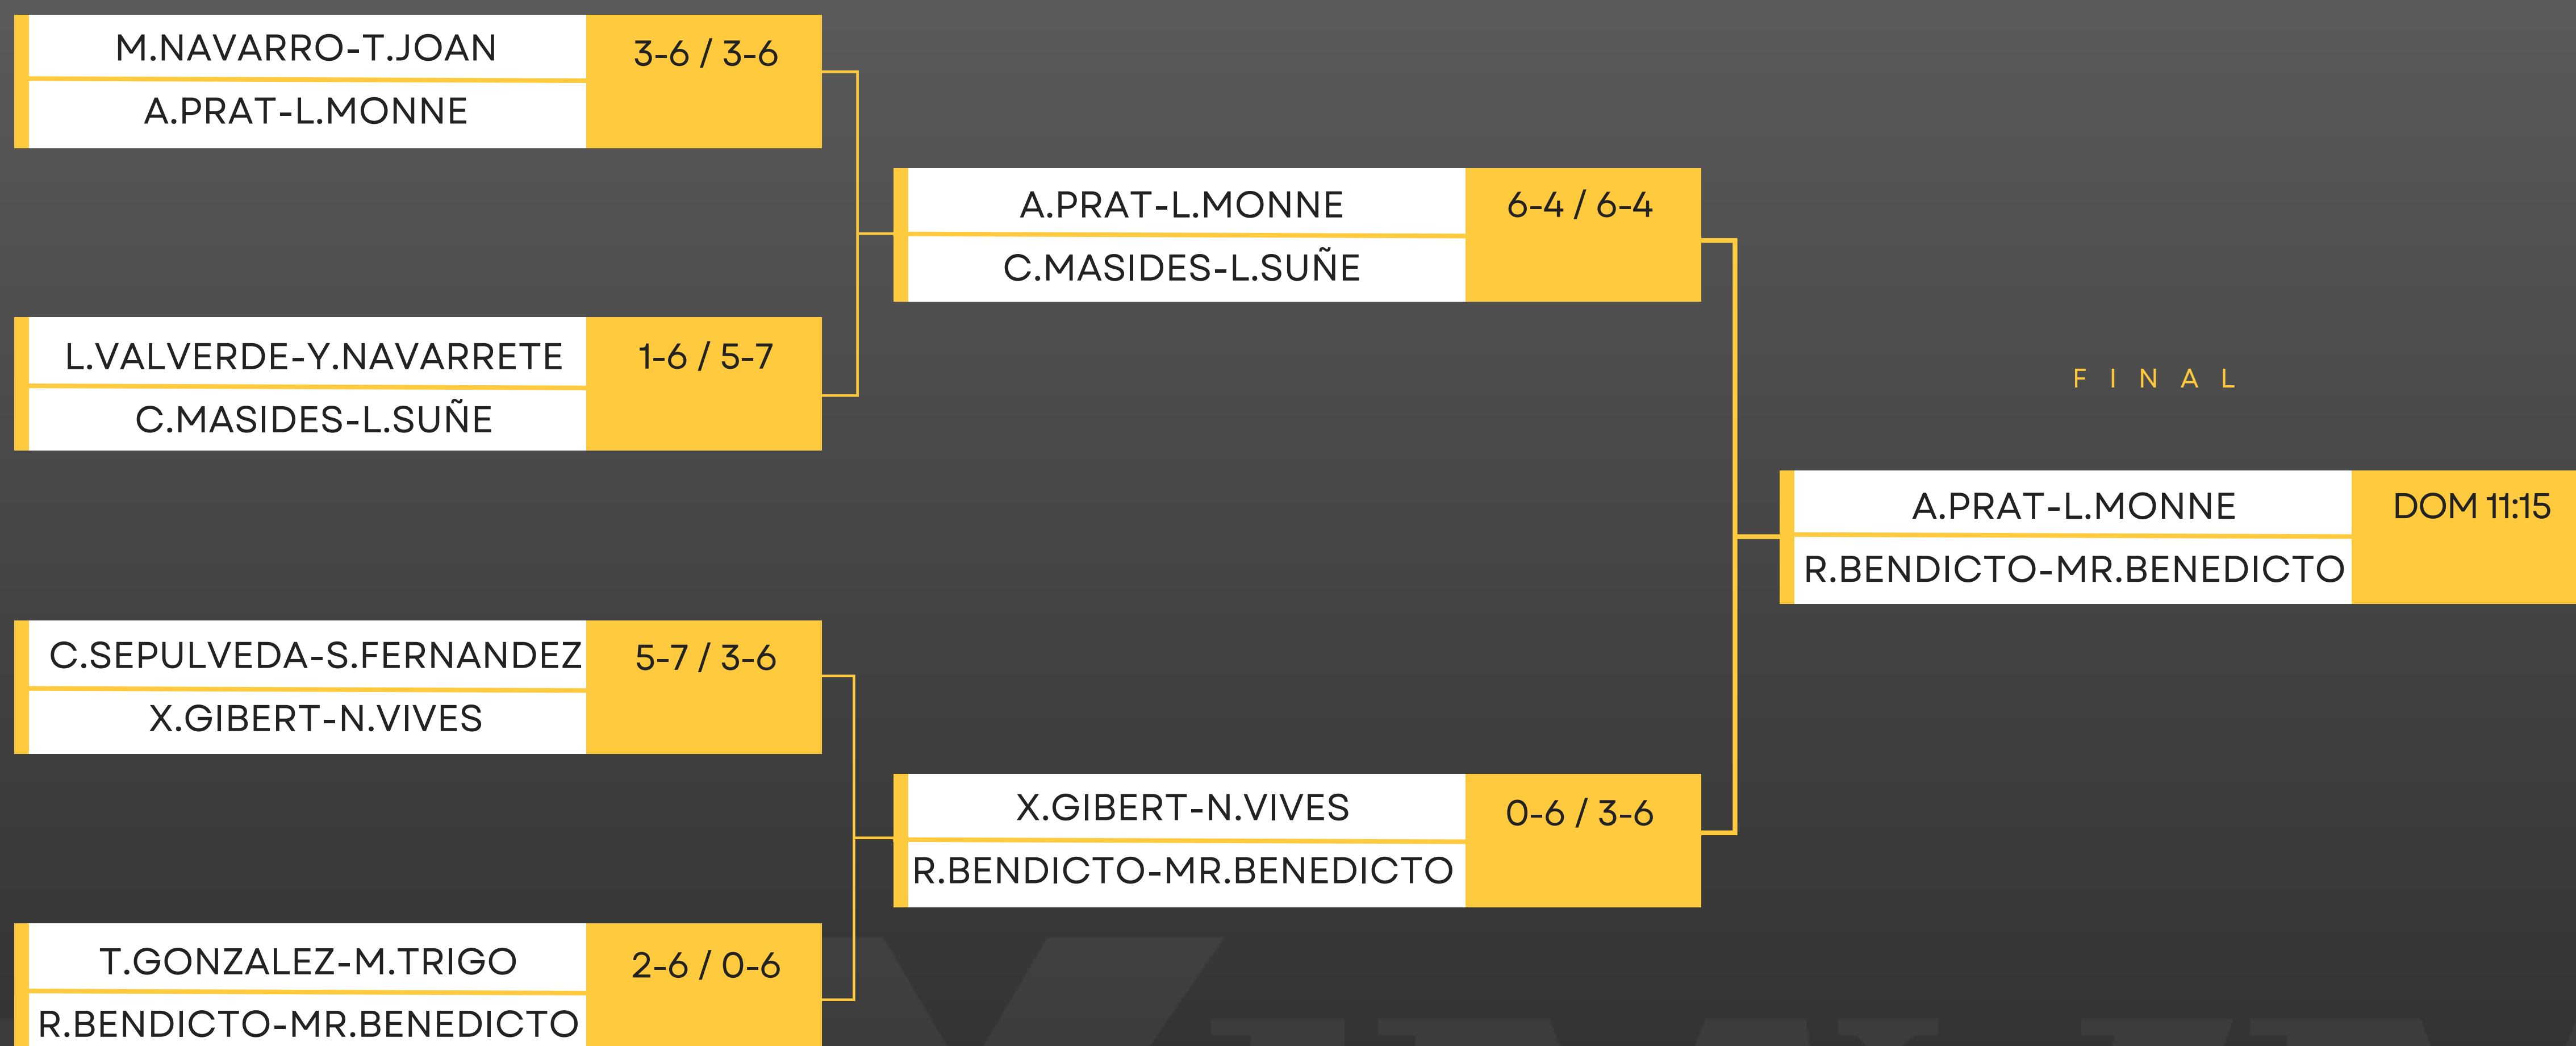 M.NAVARRO-T.JOAN
3-6 / 3-6
A.PRAT-L.MONNE
L.VALVERDE-Y.NAVARRETE
1-6 / 5-7
C.MASIDES-L.SUÑE
C.SEPULVEDA-S.FERNANDEZ
5-7 / 3-6
X.GIBERT-N.VIVES
T.GONZALEZ-M.TRIGO
2-6 / 0-6
R.BENDICTO-MR.BENEDICTO
A.PRAT-L.MONNE
6-4 / 6-4
C.MASIDES-L.SUÑE
X.GIBERT-N.VIVES
0-6 / 3-6
R.BENDICTO-MR.BENEDICTO
FINAL
A.PRAT-L.MONNE
DOM 11:15
R.BENDICTO-MR.BENEDICTO